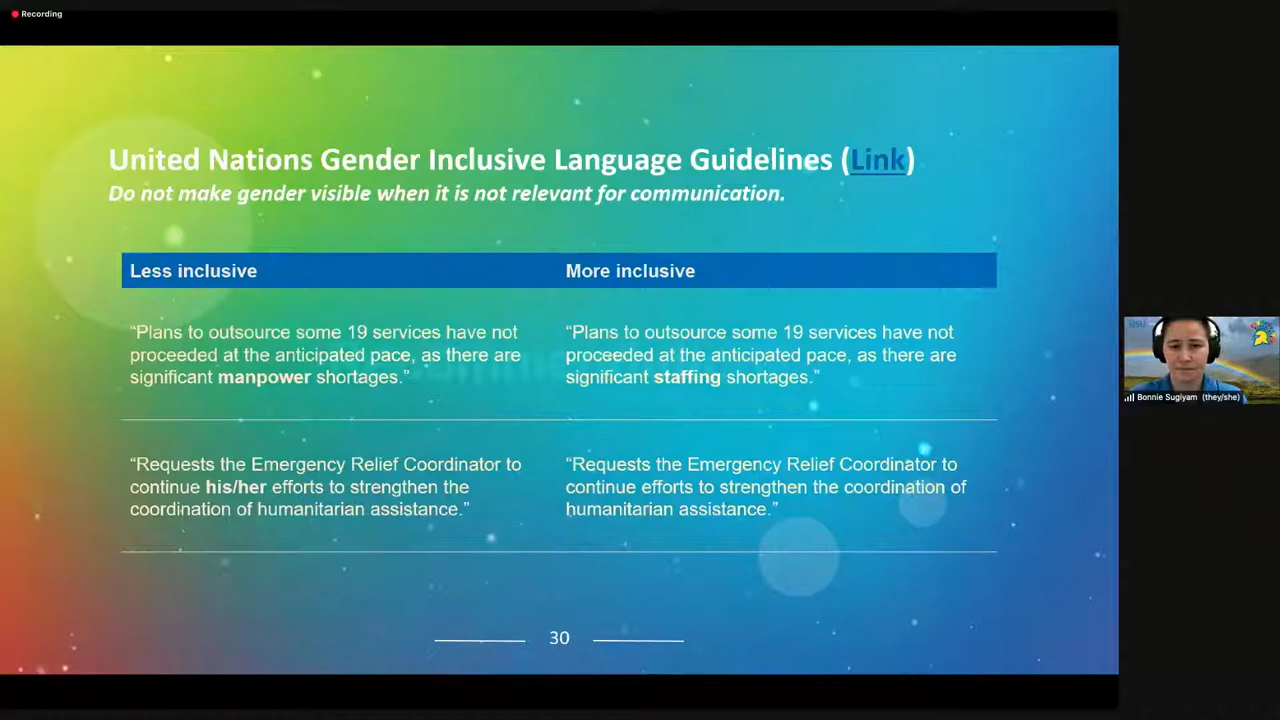 Recording
United Nations Gender Inclusive Language Guidelines (Link)
Do not make gender visible when it is not relevant for communication.
Less inclusive
More inclusive
“Plans to outsource some 19 services have not
proceeded at the anticipated pace, as there are
significant manpower shortages.”
“Plans to outsource some 19 services have not
proceeded at the anticipated pace, as there are
significant staffing shortages.”
“Requests the Emergency Relief Coordinator to
continue his/her efforts to strengthen the
coordination of humanitarian assistance.”
“Requests the Emergency Relief Coordinator to
continue efforts to strengthen the coordination of
humanitarian assistance.”
30
Bonnie Sugiyam (they/she)